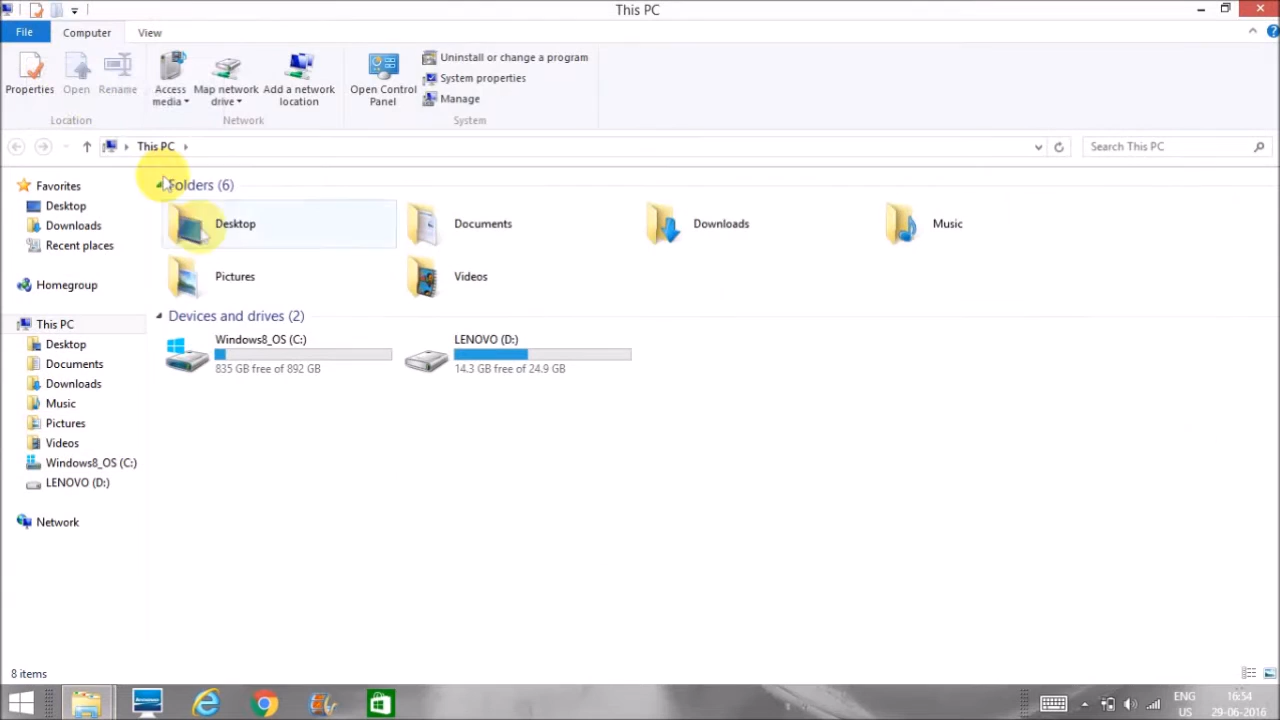 This PC
File Computer View
Properties Open Rename Access media Map network drive Add a network location Open Control Panel Uninstall or change a program
System properties
Manage
Location Network System
This PC Search This PC
Favorites
Desktop
Downloads
Recent places
Homegroup
This PC
Desktop
Documents
Downloads
Music
Pictures
Videos
Windows8_OS (C:)
LENOVO (D:)
Network
Folders (6)
Desktop Documents Downloads Music
Pictures Videos
Devices and drives (2)
Windows8_OS (C:)
835 GB free of 892 GB
LENOVO (D:)
14.3 GB free of 24.9 GB
8 items
ENG
US
16:54
29-06-2016